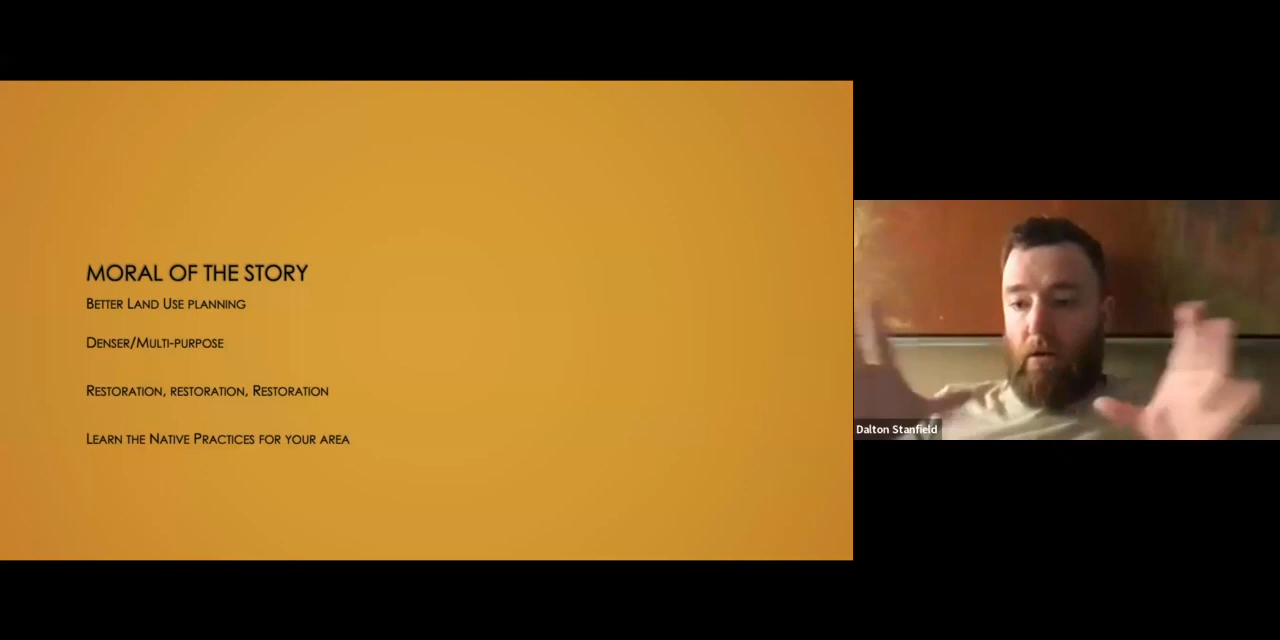 MORAL OF THE STORY
BETTER LAND USE PLANNING
DENSER/MULTI-PURPOSE
RESTORATION, RESTORATION, RESTORATION
LEARN THE NATIVE PRACTICES FOR YOUR AREA
Dalton Stanfield